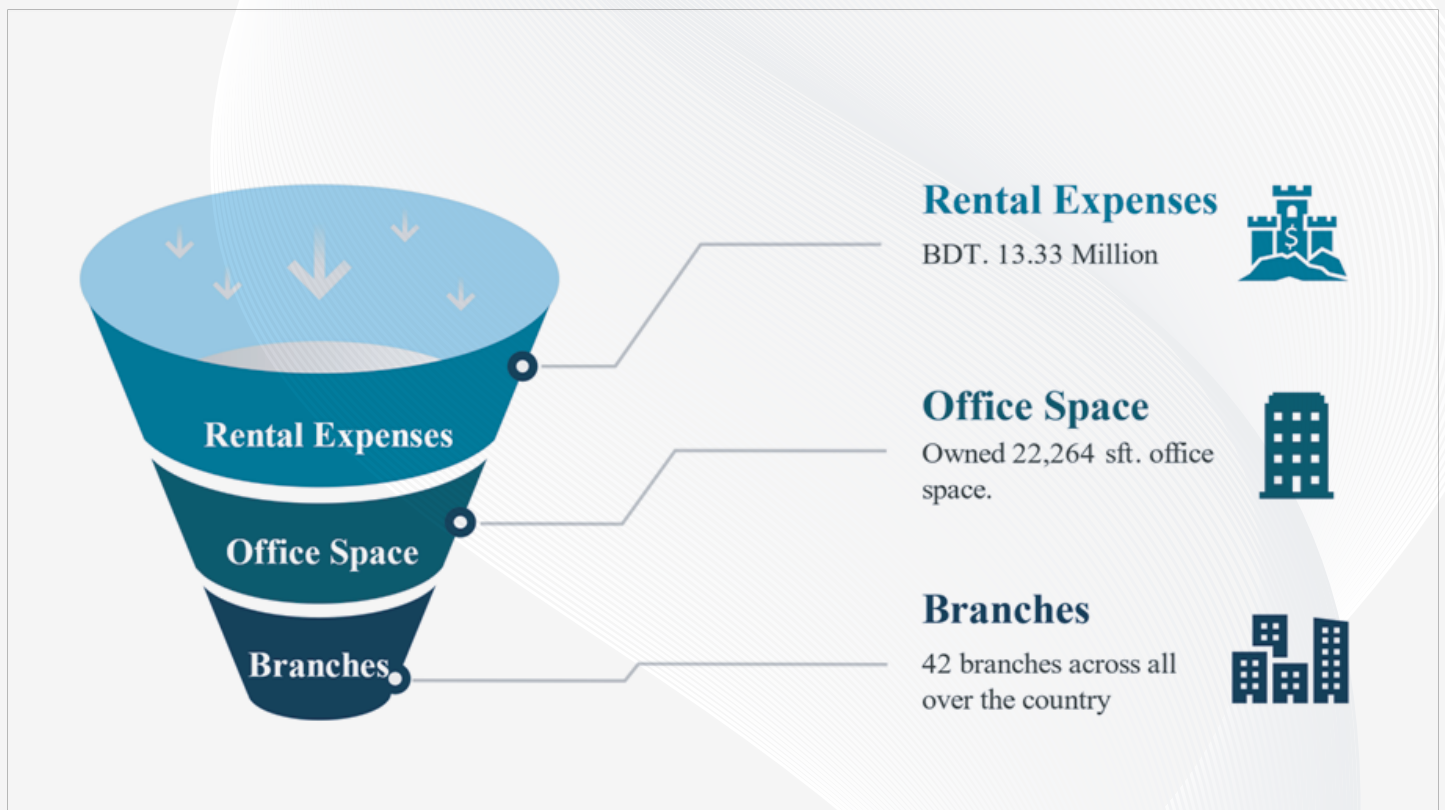 Rental Expenses
Office Space
Branches
Rental Expenses
BDT. 13.33 Million
$
Office Space
Owned 22,264 sft. office
space.
Branches
42 branches across all
over the country